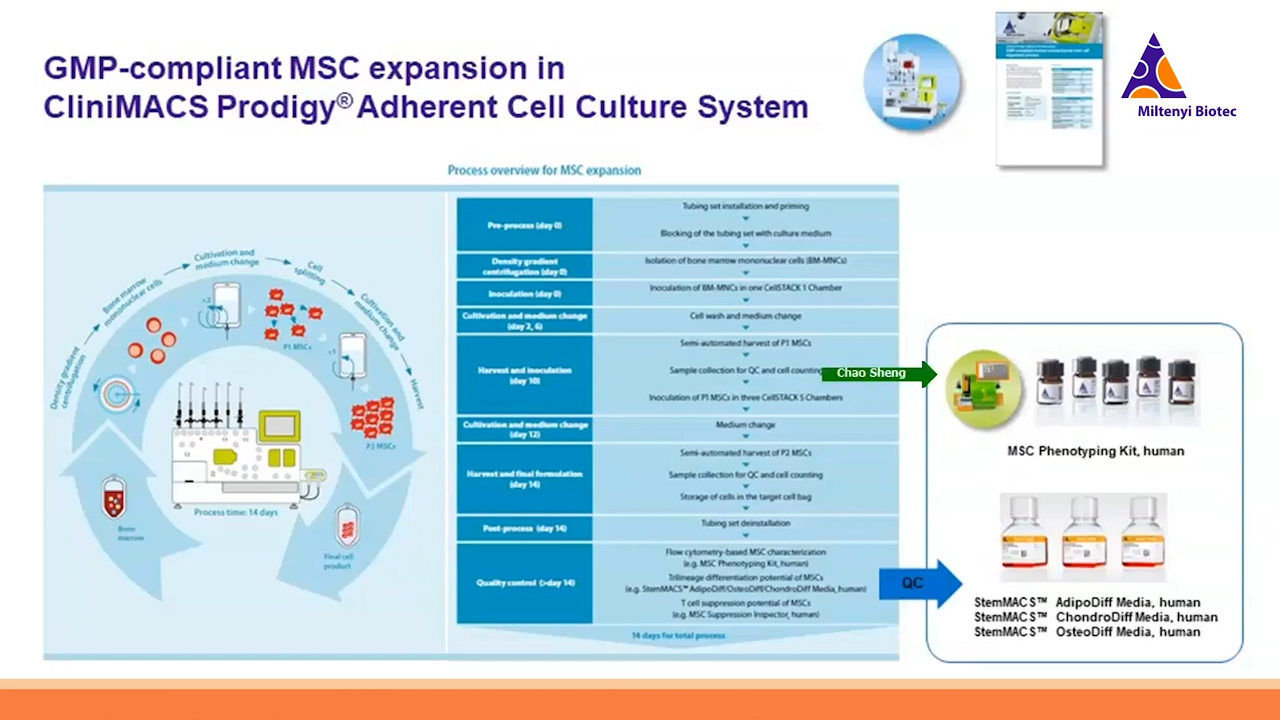 GMP-compliant MSC expansion in
CliniMACS Prodigy® Adherent Cell Culture System
Miltenyi Biotec
Process overview for MSC expansion
Density gradient
centrifugation
Bone marrow
mononuclear cells
Cultivation and
medium change
Cell
splitting
Cultivation and
medium change
Harvest
x2
P1 MSCs
x1
P2 MSCs
Bone
marrow
Process time: 14 days
Final cell
product
Pre-process (day 0)
Tubing set installation and priming
Blocking of the tubing set with culture medium
Density gradient
centrifugation (day 0)
Isolation of bone marrow mononuclear cells (BM-MNCs)
Inoculation (day 0)
Inoculation of BM-MNCs in one CellSTACK 1 Chamber
Cultivation and medium change
(day 2, 6)
Cell wash and medium change
Harvest and inoculation
(day 10)
Semi-automated harvest of P1 MSCs
Sample collection for QC and cell counting
Inoculation of P1 MSCs in three CellSTACK 5 Chambers
Cultivation and medium change
(day 12)
Medium change
Harvest and final formulation
(day 14)
Semi-automated harvest of P2 MSCs
Sample collection for QC and cell counting
Storage of cells in the target cell bag
Post-process (day 14)
Tubing set deinstallation
Quality control (>day 14)
Flow cytometry-based MSC characterization
(e.g. MSC Phenotyping Kit, human)
Trilineage differentiation potential of MSCs
(e.g. StemMACS™ AdipoDiff/OsteoDiff/ChondroDiff Media, human)
T cell suppression potential of MSCs
(e.g. MSC Suppression Inspector, human)
14 days for total process
Chao Sheng
QC
MSC Phenotyping Kit, human
StemMACS™ AdipoDiff Media, human
StemMACS™ ChondroDiff Media, human
StemMACS™ OsteoDiff Media, human